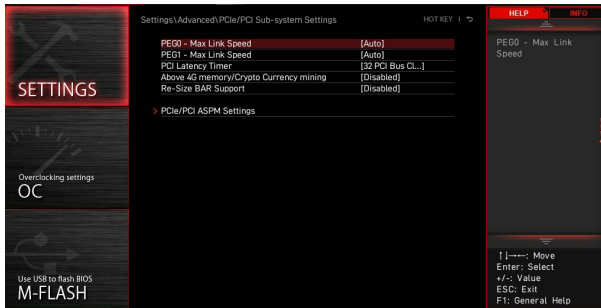 Settings\Advanced\PCIe/PCI Sub-system Settings
HOT KEY | ↰
HELP
INFO
PEG0 - Max Link Speed [Auto]
PEG1 - Max Link Speed [Auto]
PCI Latency Timer [32 PCI Bus Cl...]
Above 4G memory/Crypto Currency mining [Disabled]
Re-Size BAR Support [Disabled]
> PCIe/PCI ASPM Settings
SETTINGS
Overclocking settings
OC
Use USB to flash BIOS
M-FLASH
PEG0 - Max Link
Speed
↑↓→←: Move
Enter: Select
+/-: Value
ESC: Exit
F1: General Help